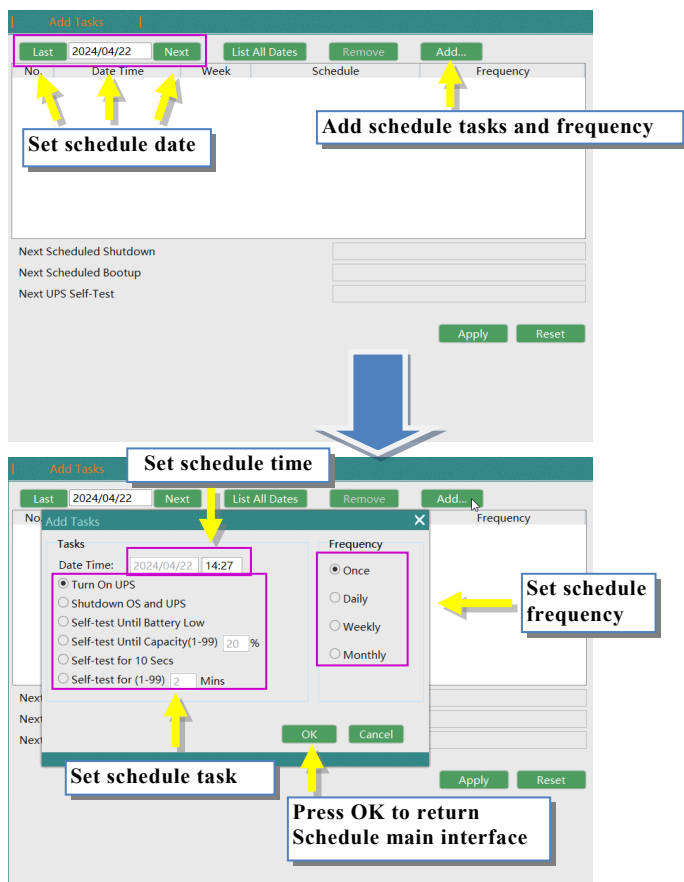 Add Tasks
Last 2024/04/22 Next List All Dates Remove Add...
No. Date Time Week Schedule Frequency
Set schedule date
Add schedule tasks and frequency
Next Scheduled Shutdown
Next Scheduled Bootup
Next UPS Self-Test
Apply Reset
Add Tasks
Set schedule time
Last 2024/04/22 Next List All Dates Remove Add...
No Frequency
Add Tasks
Tasks
Date Time: 2024/04/22 14:27
Turn On UPS
Shutdown OS and UPS
Self-test Until Battery Low
Self-test Until Capacity(1-99) 20 %
Self-test for 10 Secs
Self-test for (1-99) 2 Mins
Frequency
Once
Daily
Weekly
Monthly
Set schedule
frequency
Next
Next
Next
OK Cancel
Set schedule task
Apply Reset
Press OK to return
Schedule main interface